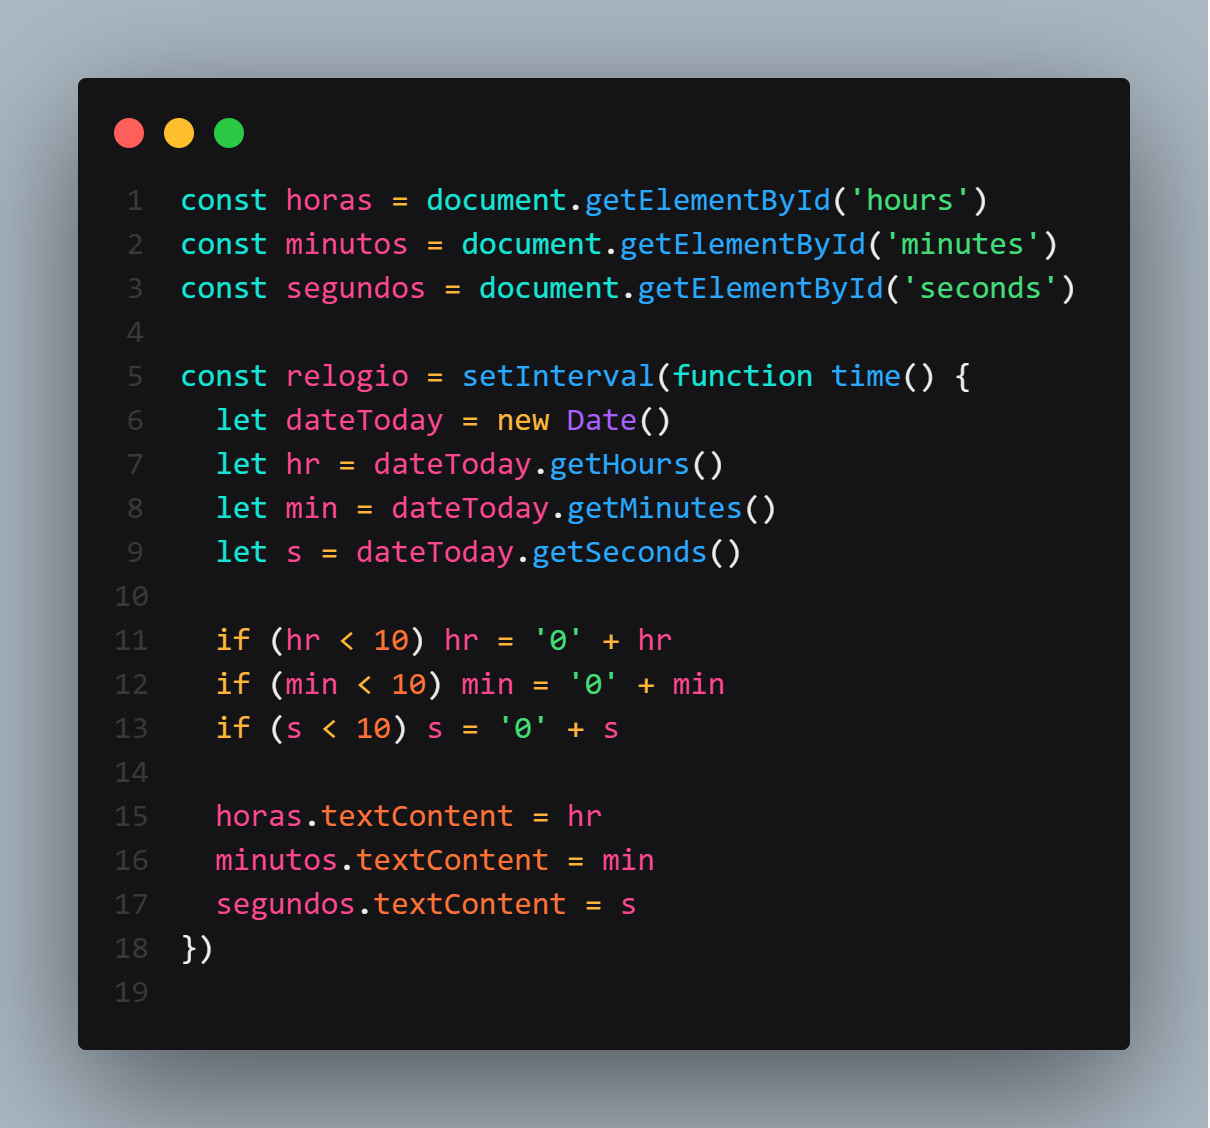 1 const horas = document.getElementById('hours')
2 const minutos = document.getElementById('minutes')
3 const segundos = document.getElementById('seconds')
4
5 const relogio = setInterval(function time() {
6   let dateToday = new Date()
7   let hr = dateToday.getHours()
8   let min = dateToday.getMinutes()
9   let s = dateToday.getSeconds()
10
11   if (hr < 10) hr = '0' + hr
12   if (min < 10) min = '0' + min
13   if (s < 10) s = '0' + s
14
15   horas.textContent = hr
16   minutos.textContent = min
17   segundos.textContent = s
18 })
19